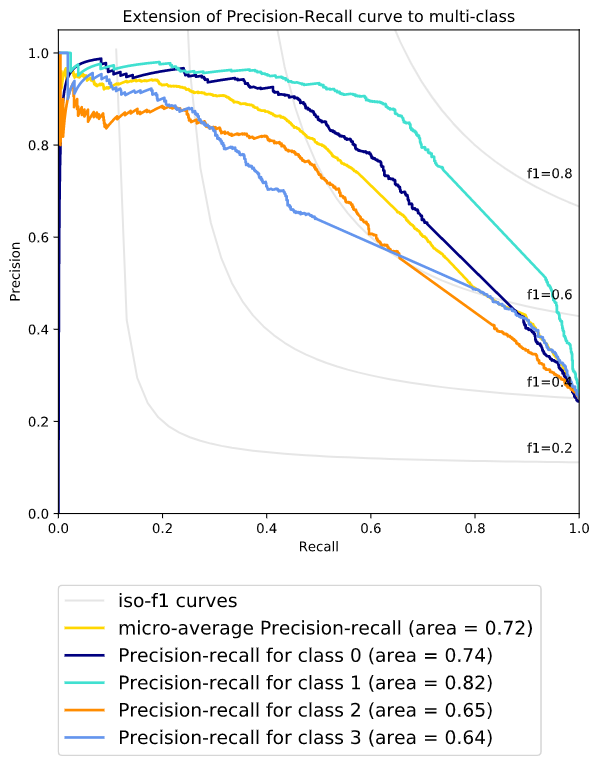 Extension of Precision-Recall curve to multi-class
1.0
0.8
0.6
0.4
0.2
0.0
Precision
f1=0.8
f1=0.6
f1=0.4
f1=0.2
0.0 0.2 0.4 0.6 0.8 1.0
Recall
iso-f1 curves
micro-average Precision-recall (area = 0.72)
Precision-recall for class 0 (area = 0.74)
Precision-recall for class 1 (area = 0.82)
Precision-recall for class 2 (area = 0.65)
Precision-recall for class 3 (area = 0.64)